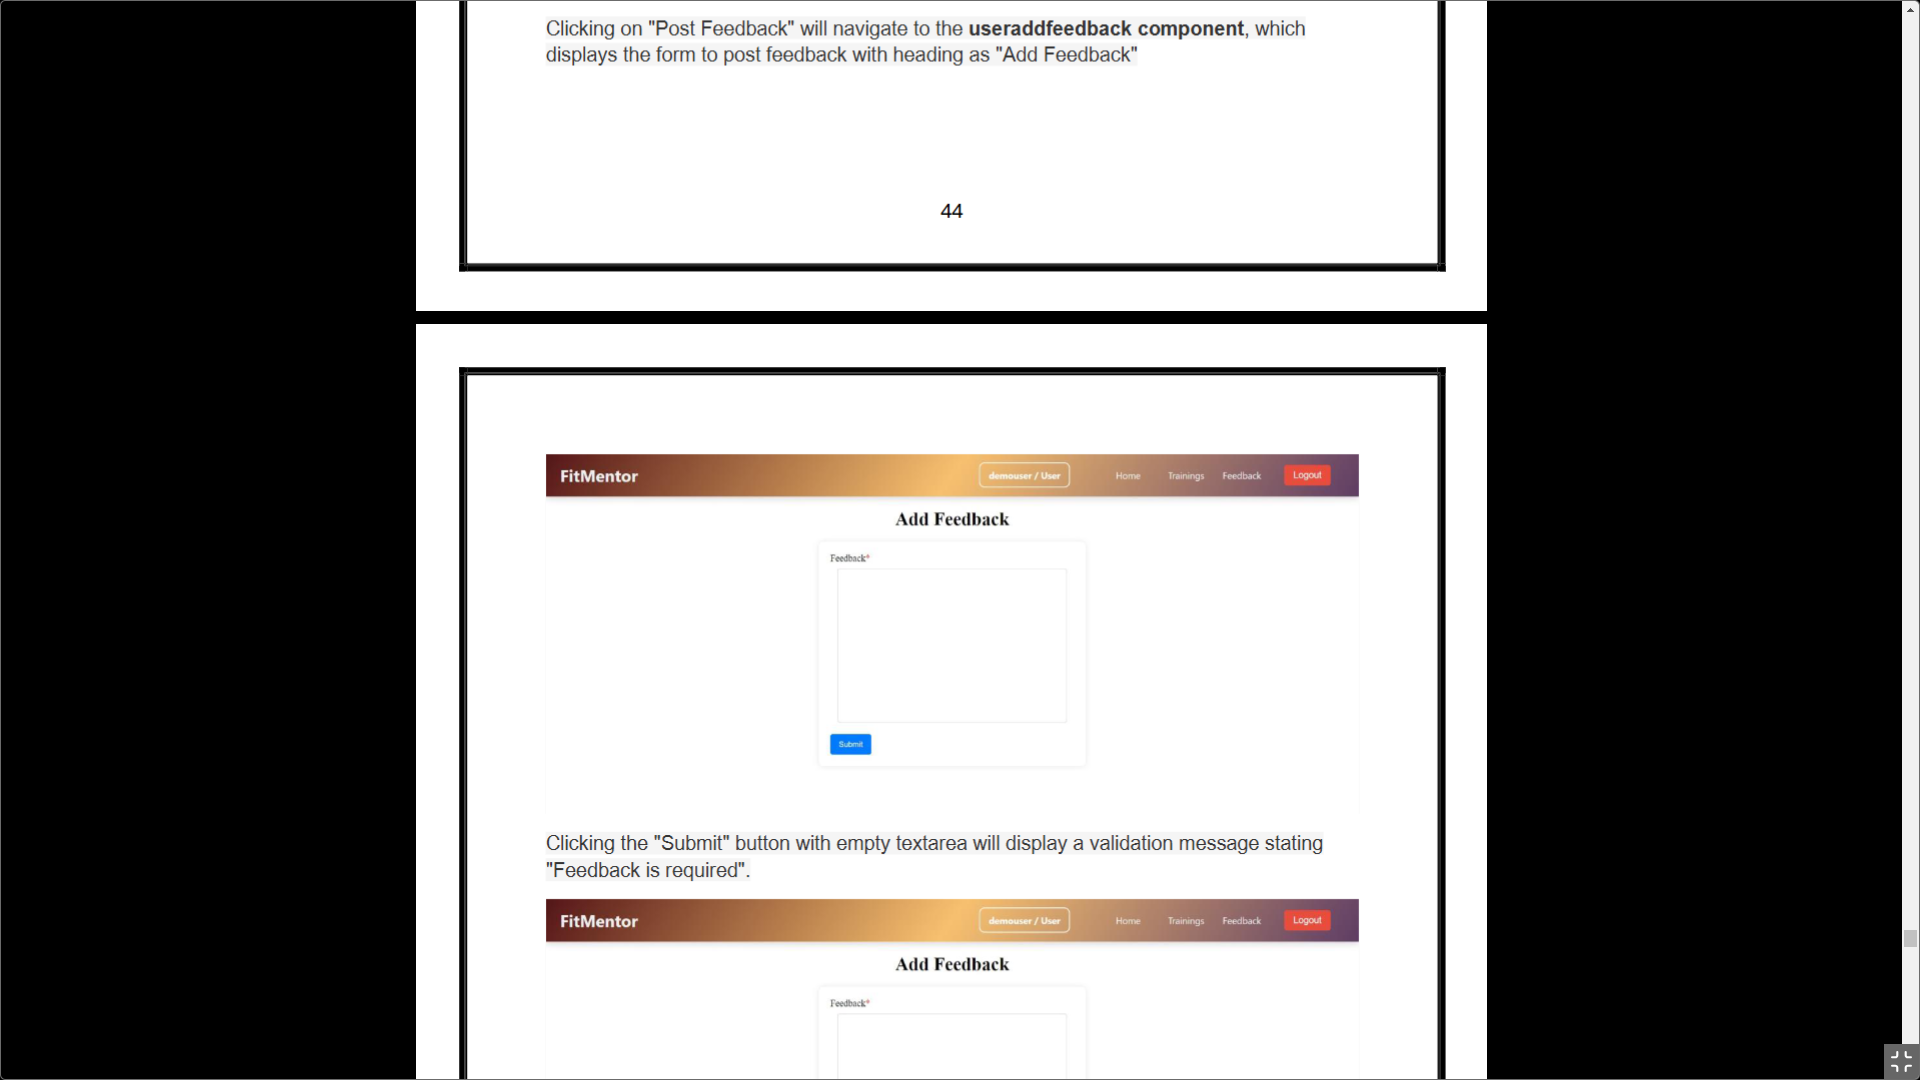 Clicking on "Post Feedback" will navigate to the useraddfeedback component, which
displays the form to post feedback with heading as "Add Feedback"
44
FitMentor demouser / User Home Trainings Feedback Logout
Add Feedback
Feedback*
Submit
Clicking the "Submit" button with empty textarea will display a validation message stating
"Feedback is required".
FitMentor demouser / User Home Trainings Feedback Logout
Add Feedback
Feedback*